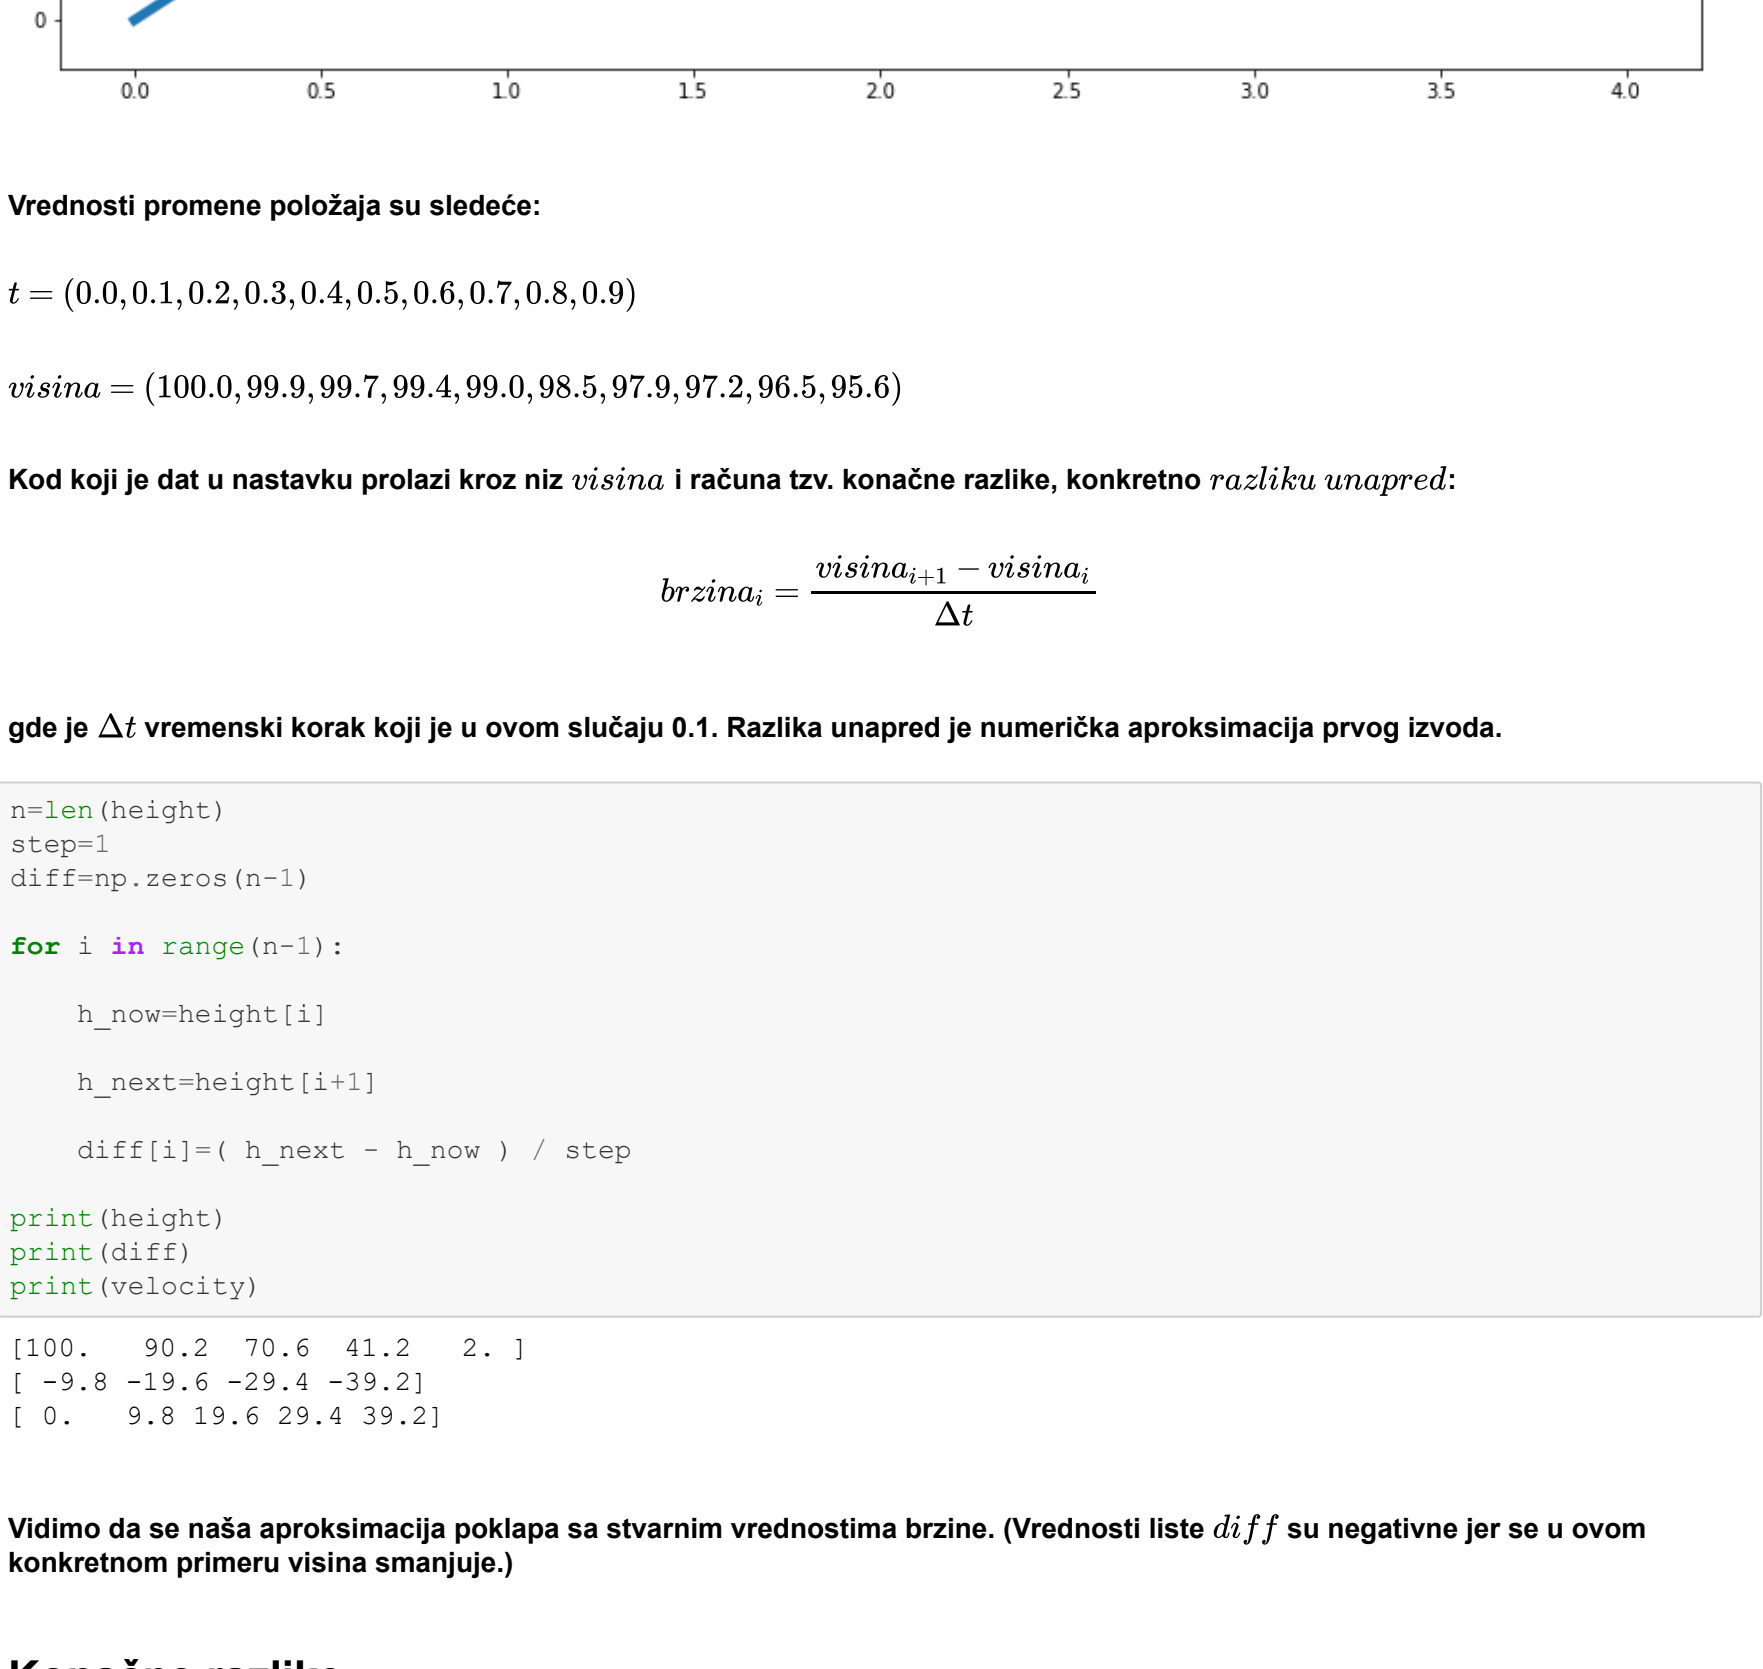 0
0.0 0.5 1.0 1.5 2.0 2.5 3.0 3.5 4.0
Vrednosti promene položaja su sledeće:
t = (0.0, 0.1, 0.2, 0.3, 0.4, 0.5, 0.6, 0.7, 0.8, 0.9)
visina = (100.0, 99.9, 99.7, 99.4, 99.0, 98.5, 97.9, 97.2, 96.5, 95.6)
Kod koji je dat u nastavku prolazi kroz niz visina i računa tzv. konačne razlike, konkretno razliku unapred:
brzina_i = \frac{visina_{i+1} − visina_i}{Δt}
gde je Δt vremenski korak koji je u ovom slučaju 0.1. Razlika unapred je numerička aproksimacija prvog izvoda.
n=len(height)
step=1
diff=np.zeros(n-1)
for i in range(n-1):
    h_now=height[i]
    h_next=height[i+1]
    diff[i]=( h_next - h_now ) / step
print(height)
print(diff)
print(velocity)
[100.   90.2  70.6  41.2   2. ]
[ -9.8 -19.6 -29.4 -39.2]
[ 0.   9.8 19.6 29.4 39.2]
Vidimo da se naša aproksimacija poklapa sa stvarnim vrednostima brzine. (Vrednosti liste diff su negativne jer se u ovom
konkretnom primeru visina smanjuje.)
Konačne razlike